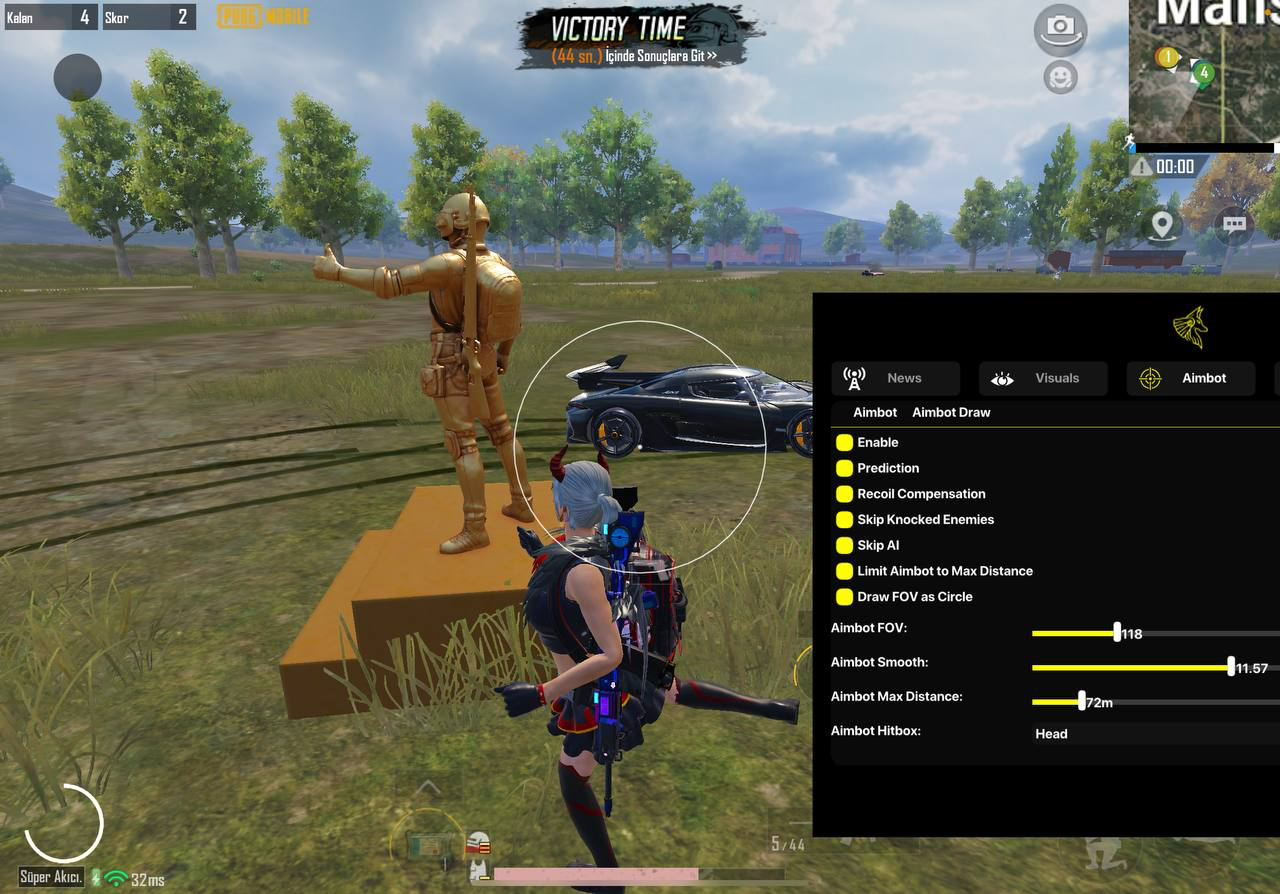 Kalan 4 Skor 2
PUBG MOBILE
VICTORY TIME
(44 sn.) İçinde Sonuçlara Git >>
1
4
00:00
News Visuals Aimbot
Aimbot Aimbot Draw
Enable
Prediction
Recoil Compensation
Skip Knocked Enemies
Skip AI
Limit Aimbot to Max Distance
Draw FOV as Circle
Aimbot FOV: 118
Aimbot Smooth: 11.57
Aimbot Max Distance: 72m
Aimbot Hitbox: Head
5/44
Süper Akıcı. 32ms